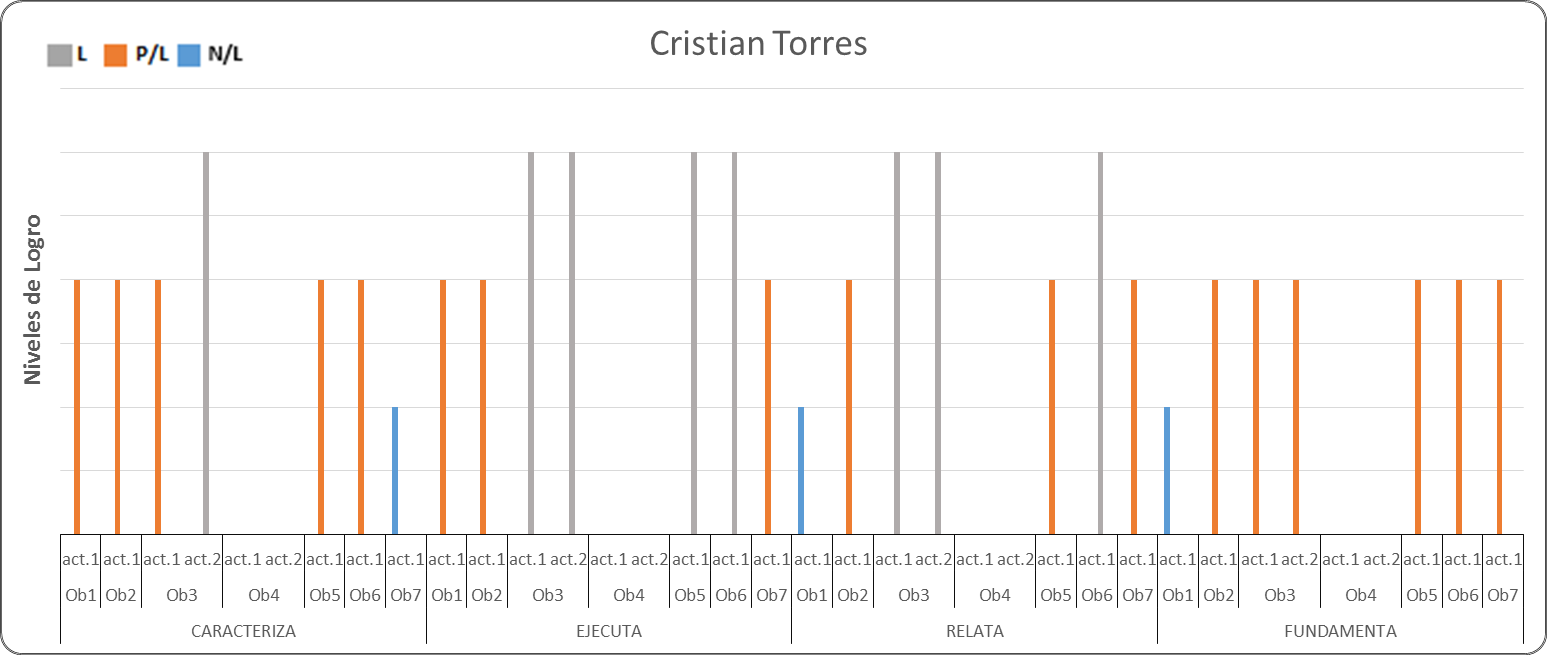 Cristian Torres
L P/L N/L
Niveles de Logro
act.1 act.1 act.1 act.2 act.1 act.2 act.1 act.1 act.1 act.1 act.1 act.1 act.2 act.1 act.2 act.1 act.1 act.1 act.1 act.1 act.1 act.2 act.1 act.2 act.1 act.1 act.1 act.1 act.1 act.1 act.2 act.1 act.2 act.1 act.1 act.1
Ob1 Ob2 Ob3 Ob4 Ob5 Ob6 Ob7 Ob1 Ob2 Ob3 Ob4 Ob5 Ob6 Ob7 Ob1 Ob2 Ob3 Ob4 Ob5 Ob6 Ob7 Ob1 Ob2 Ob3 Ob4 Ob5 Ob6 Ob7
CARACTERIZA EJECUTA RELATA FUNDAMENTA